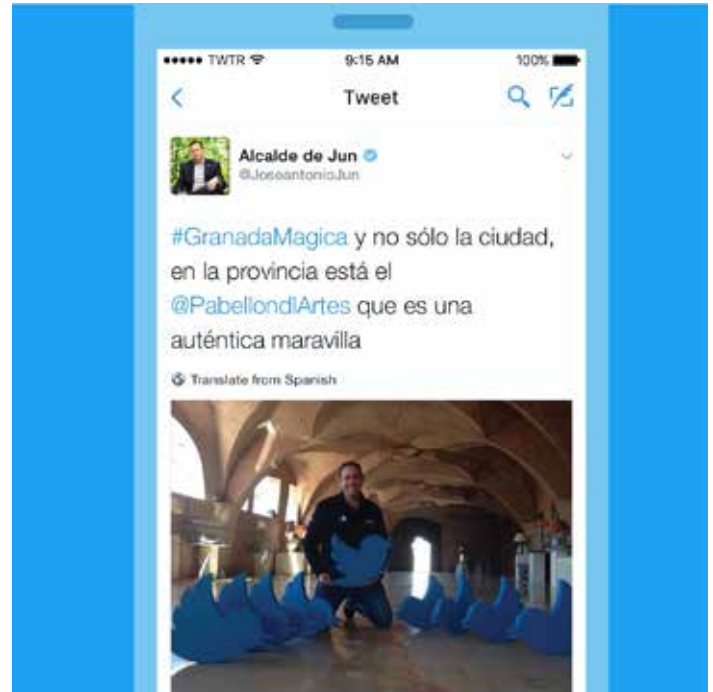 TWTR 9:15 AM 100%
Tweet
Alcalde de Jun
@JoseantonioJun
#GranadaMagica y no sólo la ciudad,
en la provincia está el
@PabellondlArtes que es una
auténtica maravilla
Translate from Spanish